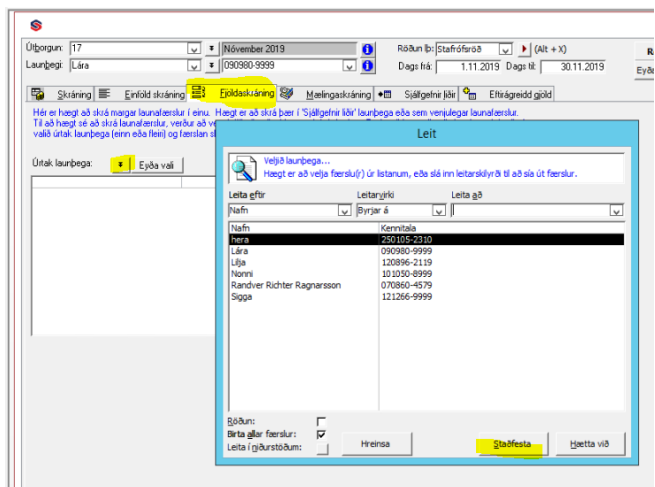 Útborgun: 17 Nóvember 2019 Röðun lþ: Stafrófsröð (Alt + X)
Launþegi: Lára 090980-9999 Dags frá: 1.11.2019 Dags til: 30.11.2019
Skráning Einföld skráning Fjöldaskráning Mælingaskráning Sjálfgefnir liðir Eftirágreidd gjöld
Hér er hægt að skrá margar launafærslur í einu. Hægt er að skrá þær í 'Sjálfgefnir liðir' launþega eða sem venjulegar launafærslur.
Til að hægt sé að skrá launafærslur, verður að
valið úrtak launþega (einn eða fleiri) og færslan
Úrtak launþega: Eyða vali
Leit
Veljið launþega...
Hægt er að velja færslu(r) úr listanum, eða slá inn leitarskilyrði til að sía út færslur.
Leita eftir Leitarvirki Leita að
Nafn Byrjar á
Nafn Kennitala
hera 250105-2310
Lára 090980-9999
Lilja 120896-2119
Nonni 101050-8999
Randver Richter Ragnarsson 070860-4579
Sigga 121266-9999
Röðun:
Birta allar færslur:
Leita í niðurstöðum:
Hreinsa Staðfesta Hætta við